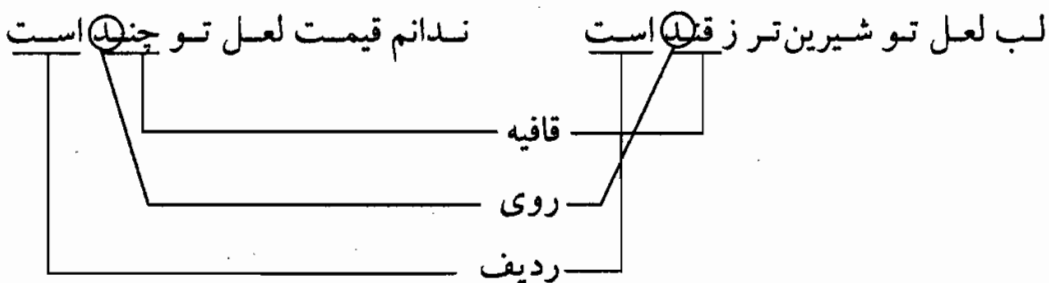 لب لعل تو شیرین‌تر ز قند است ندانم قیمت لعل تو چند است
قافیه
روی
ردیف